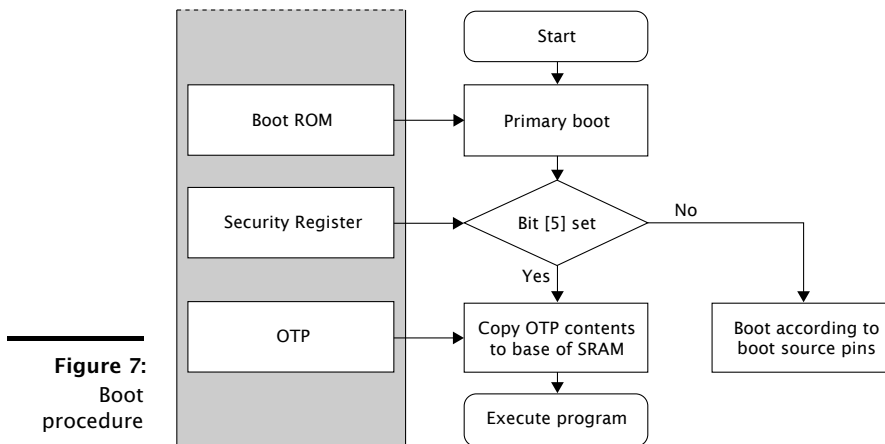 Start
Boot ROM
Primary boot
Security Register
Bit [5] set
No
Yes
OTP
Copy OTP contents
to base of SRAM
Boot according to
boot source pins
Execute program
Figure 7:
Boot
procedure